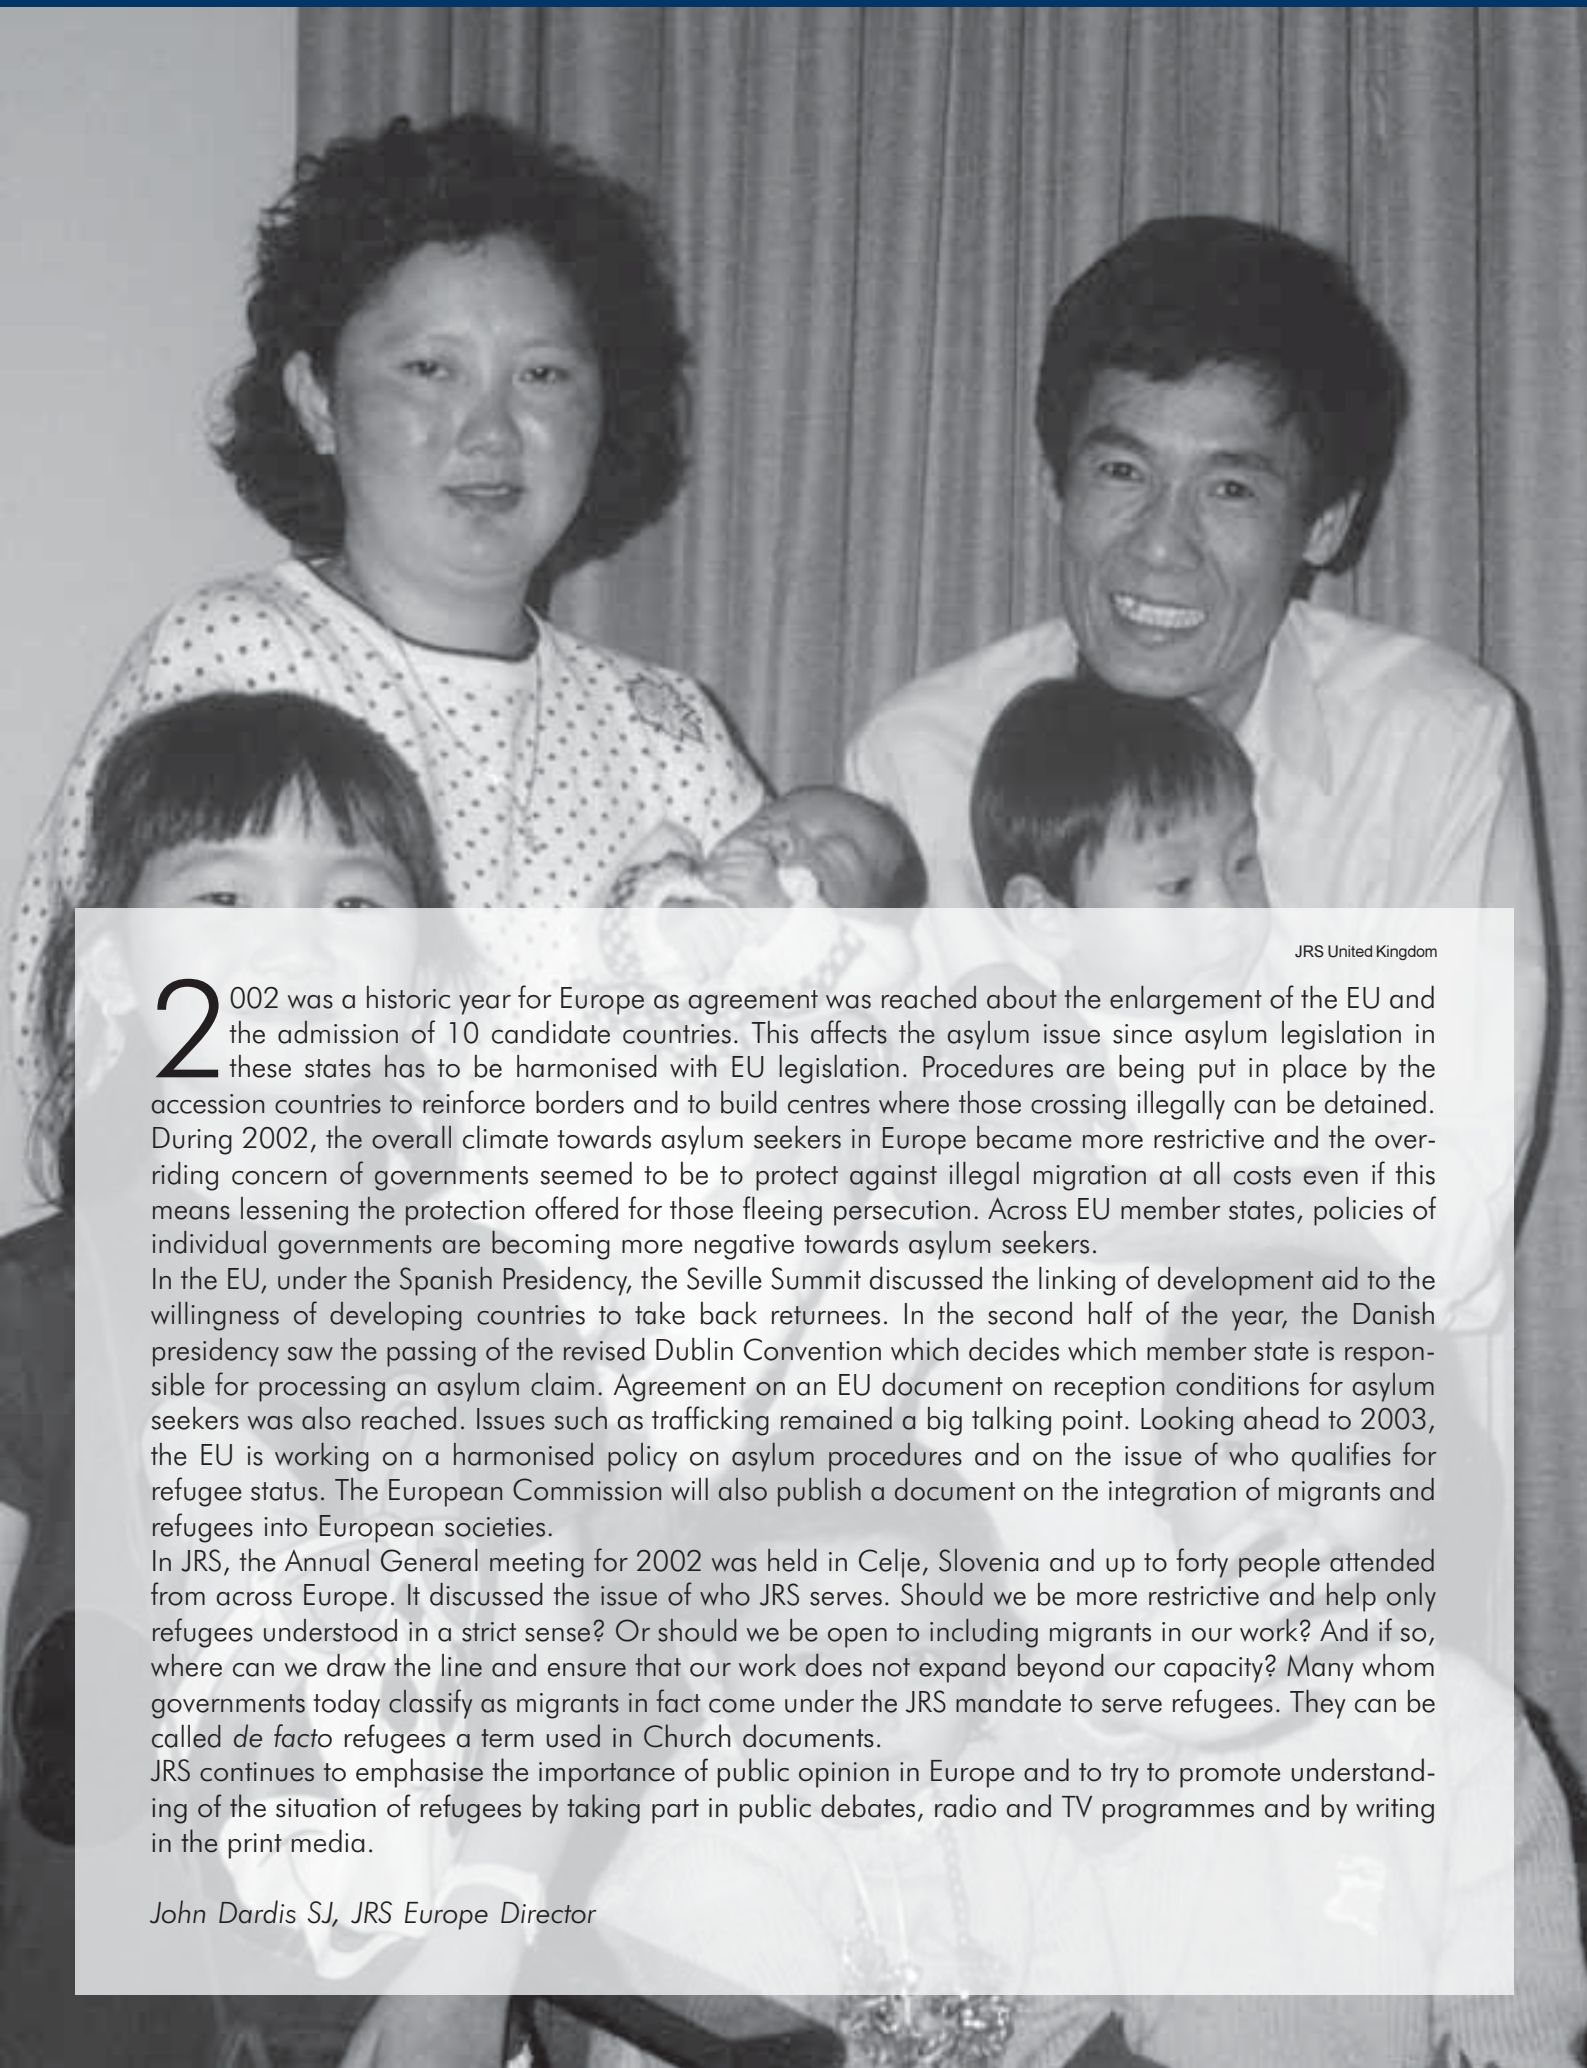 JRS United Kingdom
2002 was a historic year for Europe as agreement was reached about the enlargement of the EU and
the admission of 10 candidate countries. This affects the asylum issue since asylum legislation in
these states has to be harmonised with EU legislation. Procedures are being put in place by the
accession countries to reinforce borders and to build centres where those crossing illegally can be detained.
During 2002, the overall climate towards asylum seekers in Europe became more restrictive and the over-
riding concern of governments seemed to be to protect against illegal migration at all costs even if this
means lessening the protection offered for those fleeing persecution. Across EU member states, policies of
individual governments are becoming more negative towards asylum seekers.
In the EU, under the Spanish Presidency, the Seville Summit discussed the linking of development aid to the
willingness of developing countries to take back returnees. In the second half of the year, the Danish
presidency saw the passing of the revised Dublin Convention which decides which member state is respon-
sible for processing an asylum claim. Agreement on an EU document on reception conditions for asylum
seekers was also reached. Issues such as trafficking remained a big talking point. Looking ahead to 2003,
the EU is working on a harmonised policy on asylum procedures and on the issue of who qualifies for
refugee status. The European Commission will also publish a document on the integration of migrants and
refugees into European societies.
In JRS, the Annual General meeting for 2002 was held in Celje, Slovenia and up to forty people attended
from across Europe. It discussed the issue of who JRS serves. Should we be more restrictive and help only
refugees understood in a strict sense? Or should we be open to including migrants in our work? And if so,
where can we draw the line and ensure that our work does not expand beyond our capacity? Many whom
governments today classify as migrants in fact come under the JRS mandate to serve refugees. They can be
called de facto refugees a term used in Church documents.
JRS continues to emphasise the importance of public opinion in Europe and to try to promote understand-
ing of the situation of refugees by taking part in public debates, radio and TV programmes and by writing
in the print media.
John Dardis SJ, JRS Europe Director